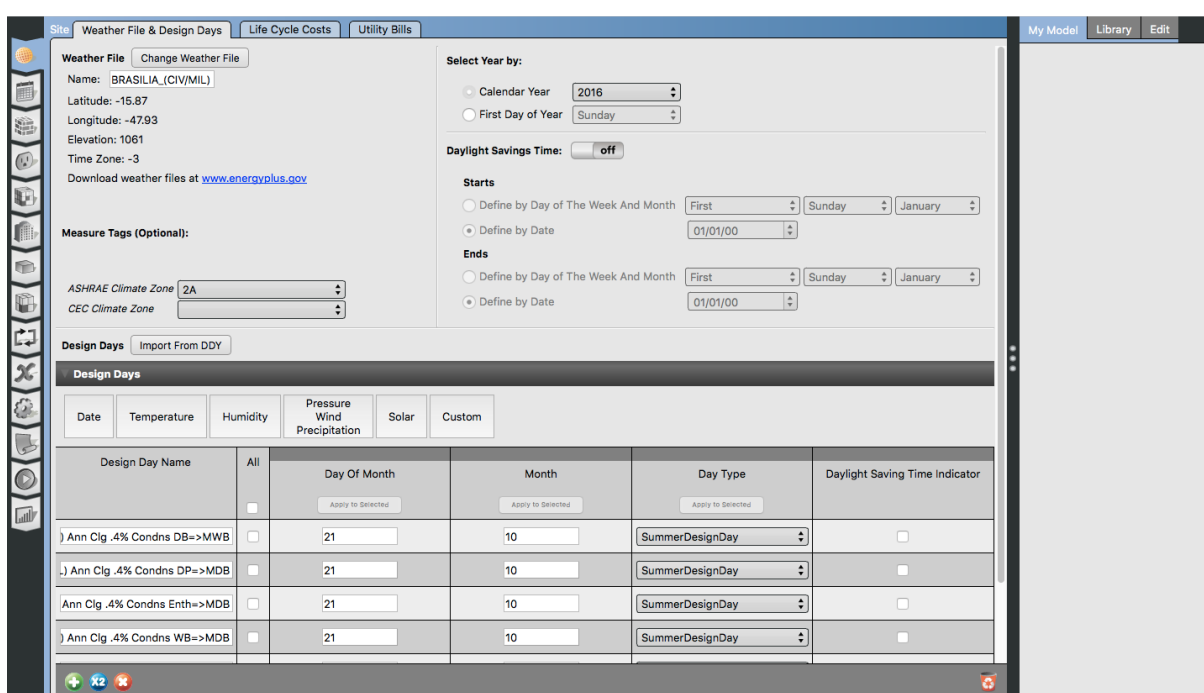 Site Weather File & Design Days Life Cycle Costs Utility Bills
My Model Library Edit
Weather File Change Weather File
Name: BRASILIA_(CIV/MIL)
Latitude: -15.87
Longitude: -47.93
Elevation: 1061
Time Zone: -3
Download weather files at www.energyplus.gov
Measure Tags (Optional):
ASHRAE Climate Zone 2A
CEC Climate Zone
Select Year by:
Calendar Year 2016
First Day of Year Sunday
Daylight Savings Time: off
Starts
Define by Day of The Week And Month First Sunday January
Define by Date 01/01/00
Ends
Define by Day of The Week And Month First Sunday January
Define by Date 01/01/00
Design Days Import From DDY
Design Days
Date Temperature Humidity Pressure Wind Precipitation Solar Custom
Design Day Name All Day Of Month Month Day Type Daylight Saving Time Indicator
Apply to Selected Apply to Selected Apply to Selected
) Ann Clg .4% Condns DB=>MWB 21 10 SummerDesignDay
.) Ann Clg .4% Condns DP=>MDB 21 10 SummerDesignDay
Ann Clg .4% Condns Enth=>MDB 21 10 SummerDesignDay
) Ann Clg .4% Condns WB=>MDB 21 10 SummerDesignDay
X2